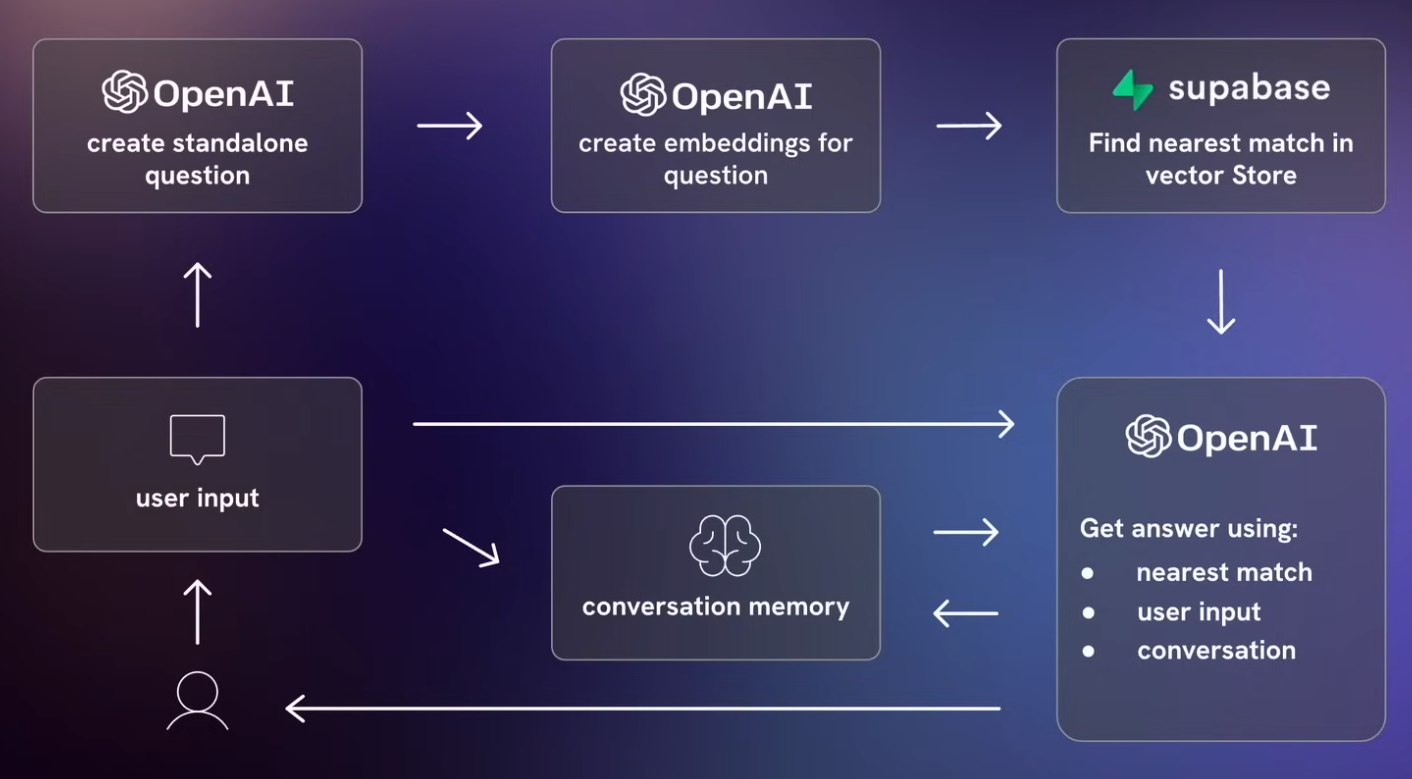 OpenAI
create standalone
question
OpenAI
create embeddings for
question
supabase
Find nearest match in
vector Store
user input
conversation memory
OpenAI
Get answer using:
● nearest match
● user input
● conversation